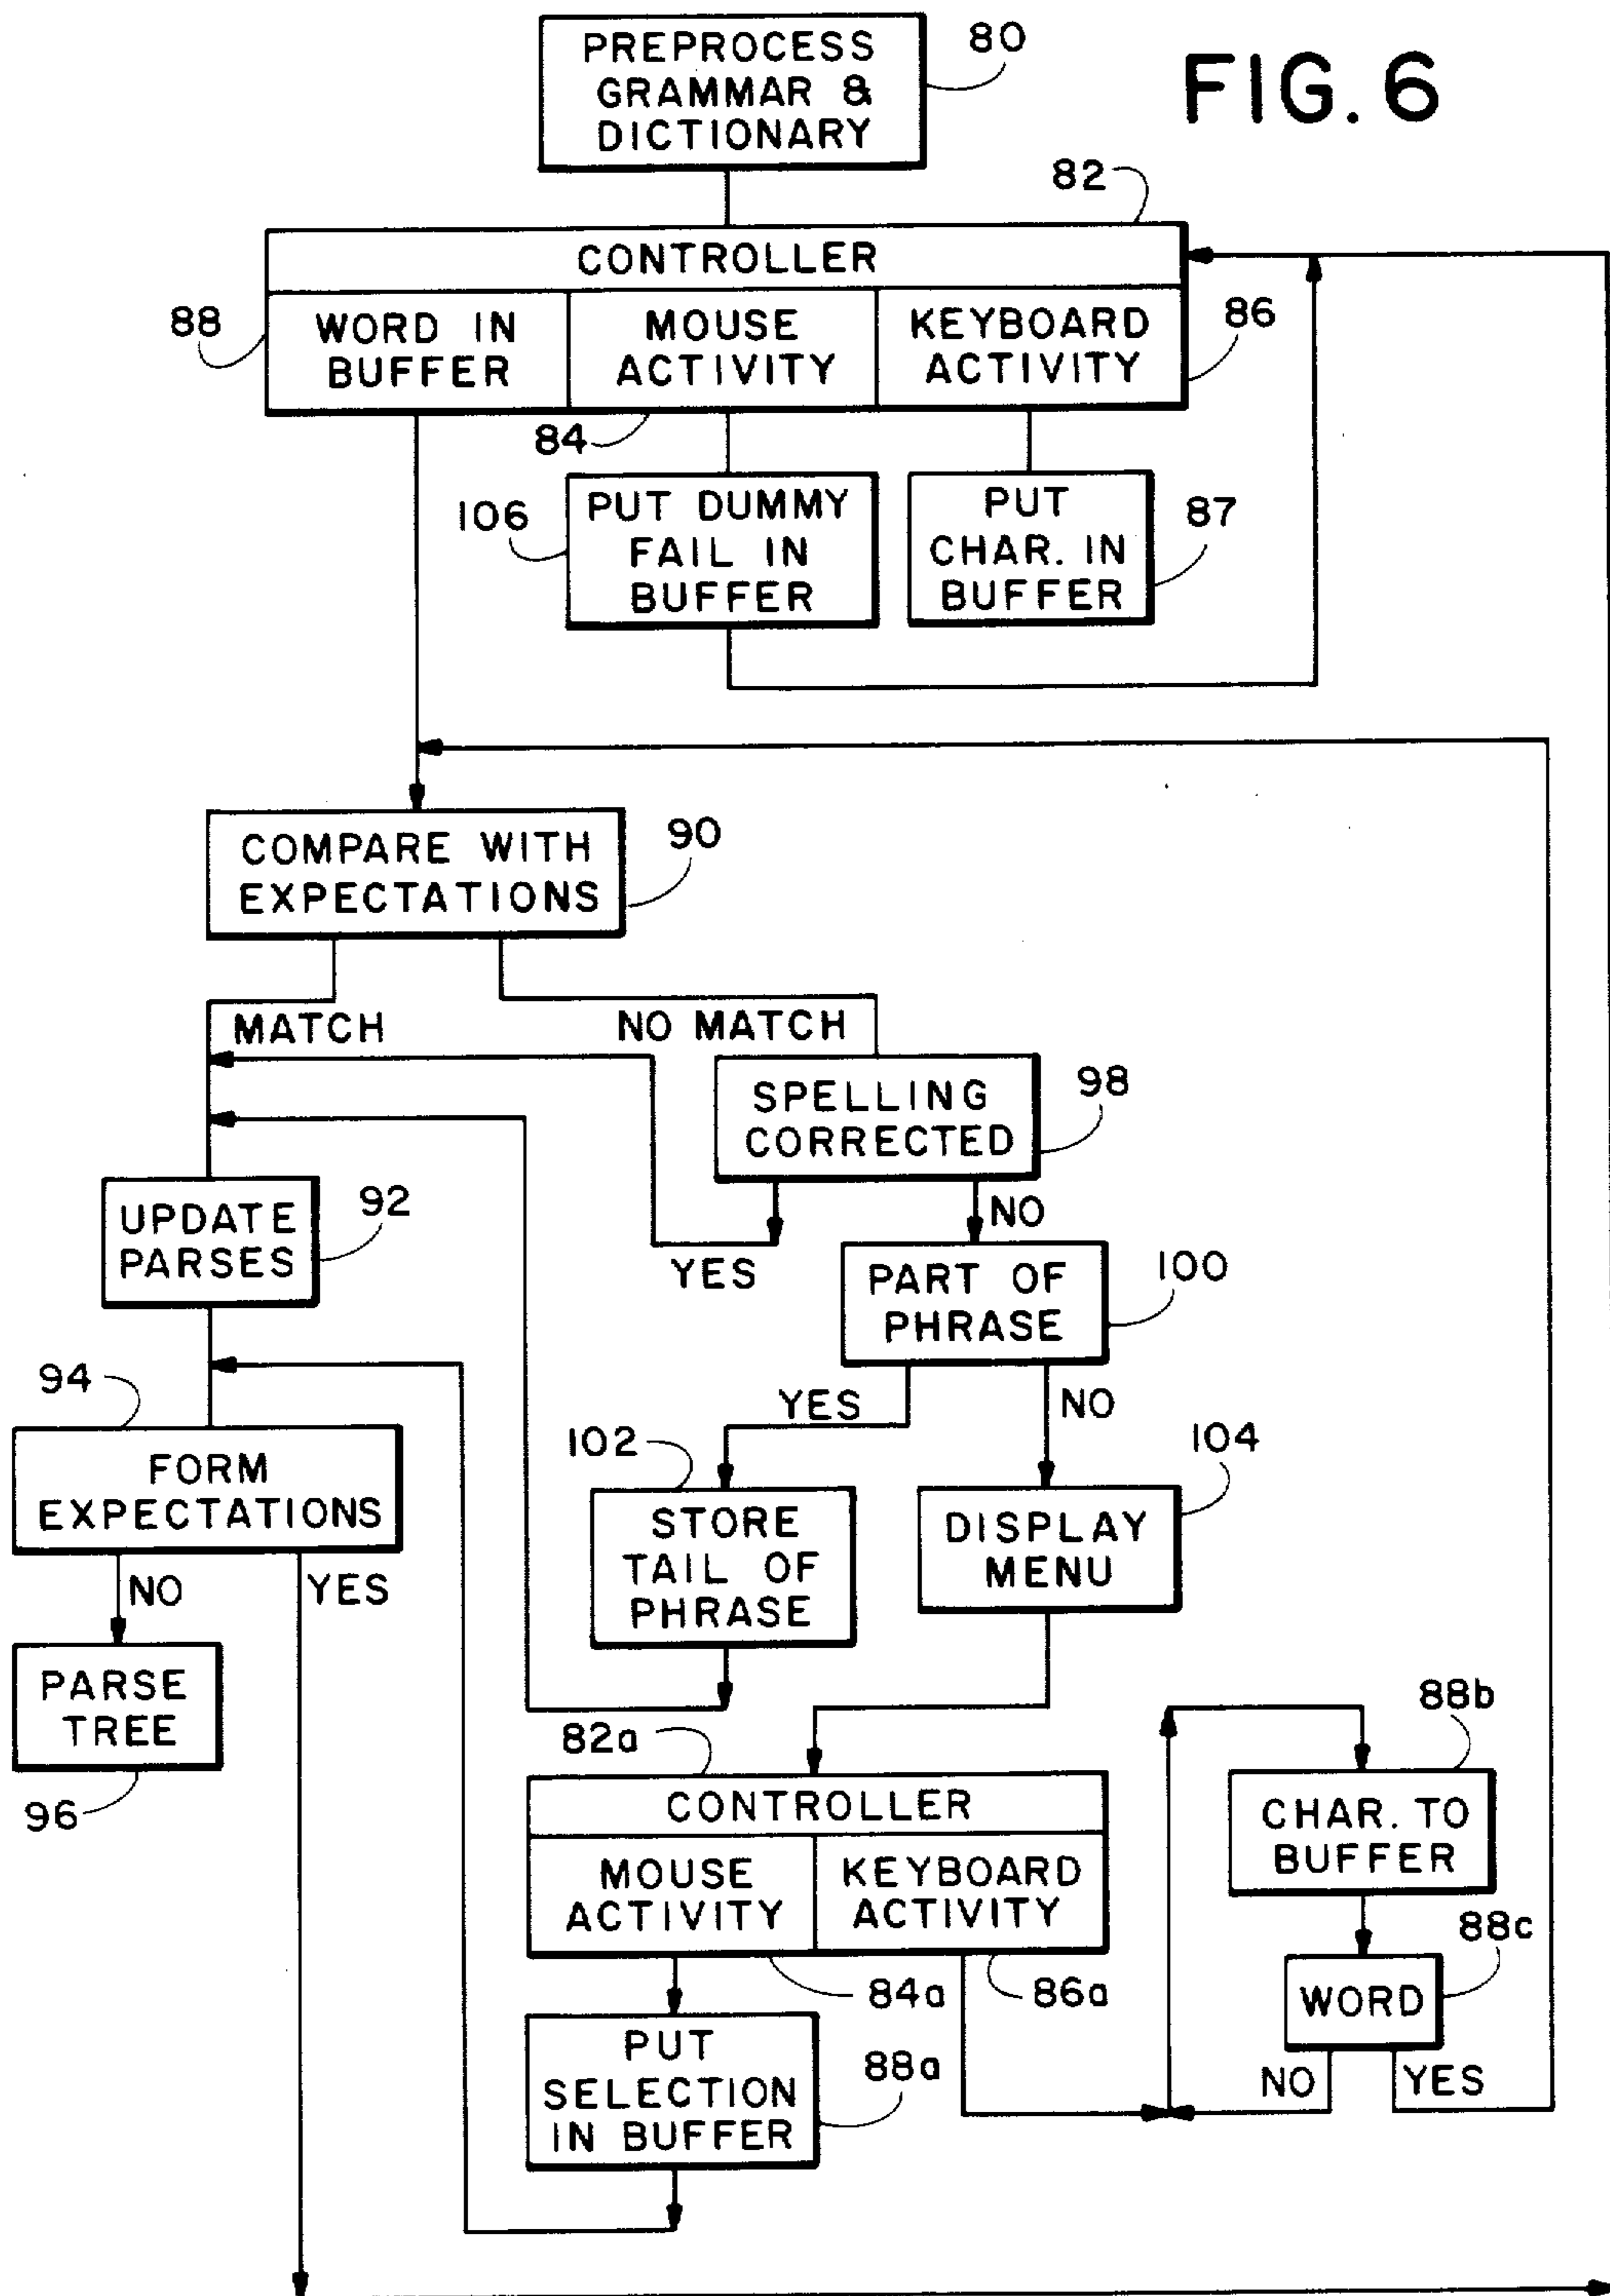 PREPROCESS
GRAMMAR &
DICTIONARY
80
FIG. 6
82
CONTROLLER
88
WORD IN
BUFFER
MOUSE
ACTIVITY
KEYBOARD
ACTIVITY
86
84
106
PUT DUMMY
FAIL IN
BUFFER
PUT
CHAR. IN
BUFFER
87
COMPARE WITH
EXPECTATIONS
90
MATCH
NO MATCH
SPELLING
CORRECTED
98
UPDATE
PARSES
92
YES
NO
PART OF
PHRASE
100
94
FORM
EXPECTATIONS
YES
NO
102
STORE
TAIL OF
PHRASE
104
DISPLAY
MENU
NO
YES
PARSE
TREE
96
82a
CONTROLLER
MOUSE
ACTIVITY
KEYBOARD
ACTIVITY
84a
86a
88b
CHAR. TO
BUFFER
88c
WORD
NO
YES
PUT
SELECTION
IN BUFFER
88a